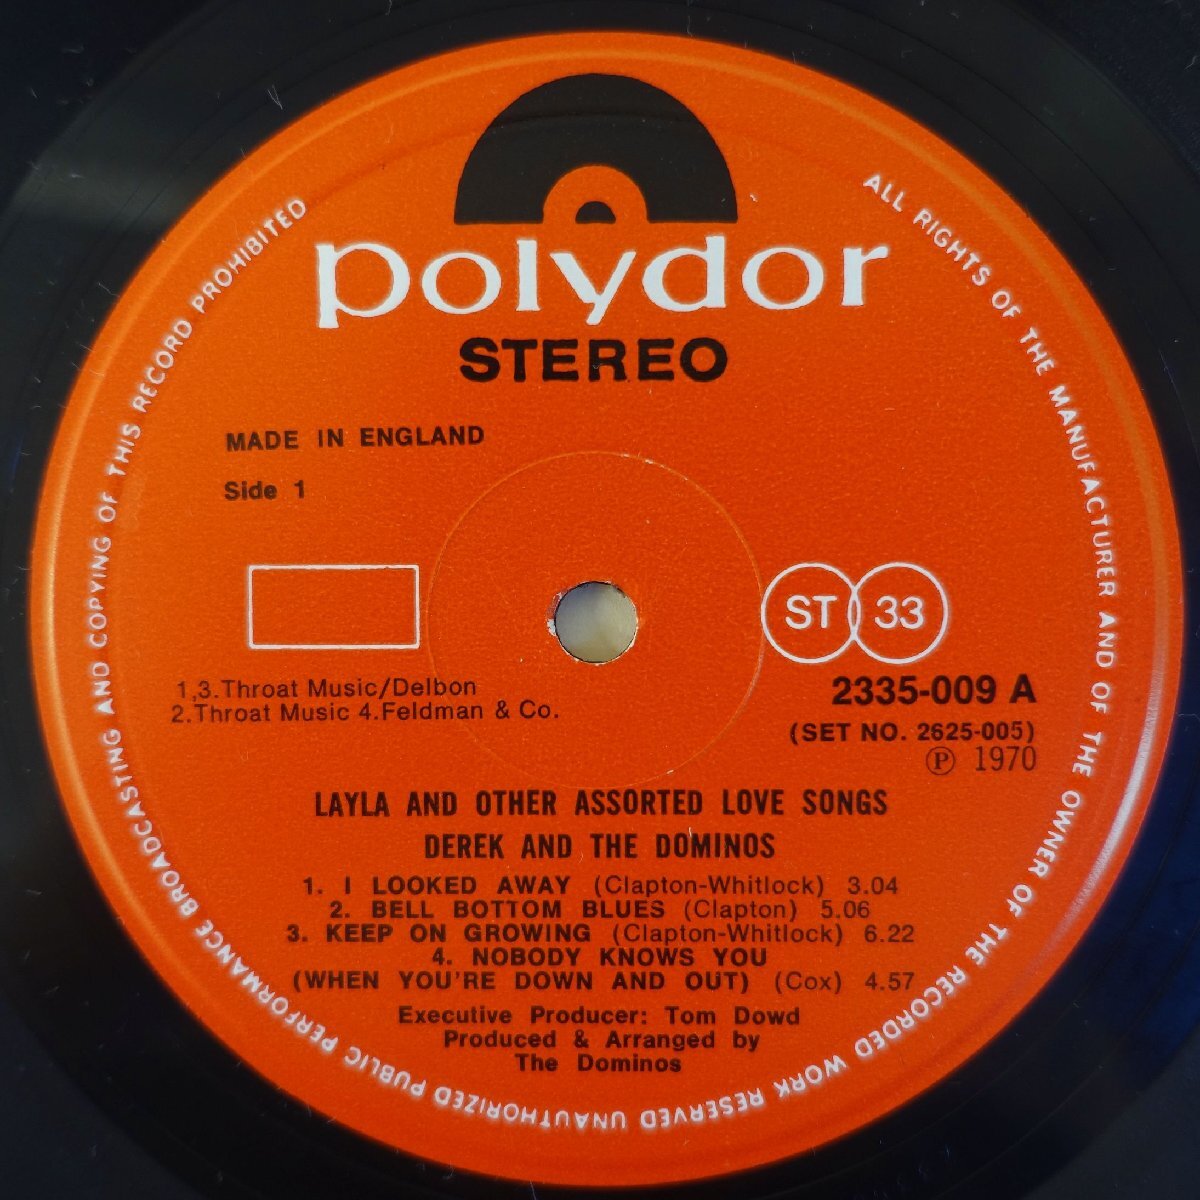 polydor
STEREO
MADE IN ENGLAND
Side 1
ST 33
1,3.Throat Music/Delbon
2.Throat Music 4.Feldman & Co.
2335-009 A
(SET NO. 2625-005)
℗ 1970
LAYLA AND OTHER ASSORTED LOVE SONGS
DEREK AND THE DOMINOS
1. I LOOKED AWAY (Clapton-Whitlock) 3.04
2. BELL BOTTOM BLUES (Clapton) 5.06
3. KEEP ON GROWING (Clapton-Whitlock) 6.22
4. NOBODY KNOWS YOU
(WHEN YOU'RE DOWN AND OUT) (Cox) 4.57
Executive Producer: Tom Dowd
Produced & Arranged by
The Dominos
ALL RIGHTS OF THE MANUFACTURER AND OF THE OWNER OF THE RECORDED WORK RESERVED UNAUTHORIZED PUBLIC PERFORMANCE BROADCASTING AND COPYING OF THIS RECORD PROHIBITED